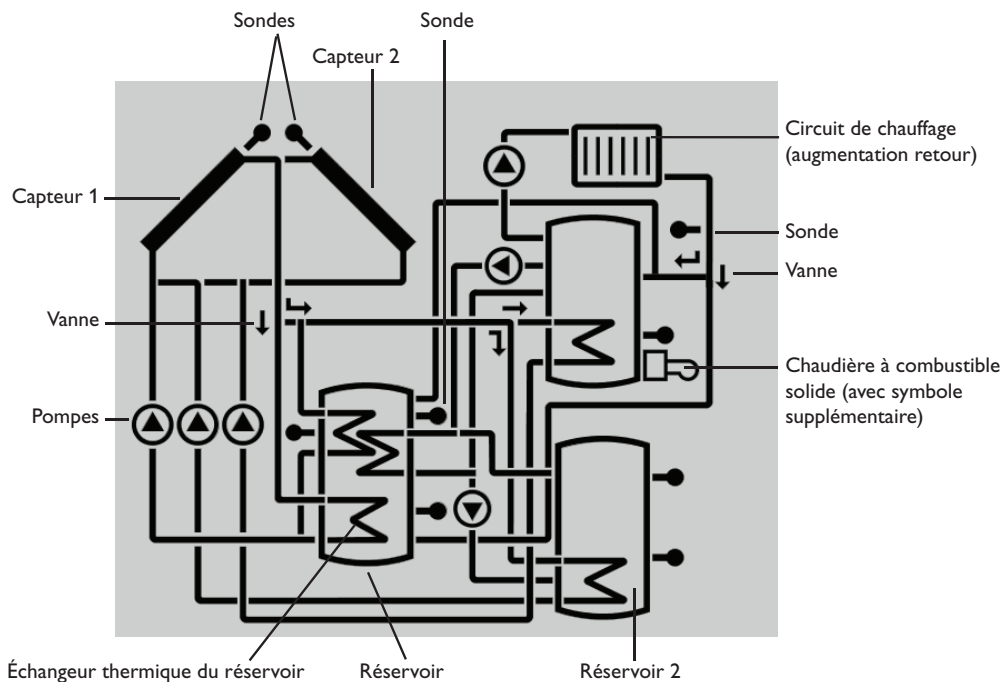 Sondes
Sonde
Capteur 2
Circuit de chauffage
(augmentation retour)
Capteur 1
Sonde
Vanne
Vanne
Chaudière à combustible
solide (avec symbole
supplémentaire)
Pompes
Échangeur thermique du réservoir
Réservoir
Réservoir 2